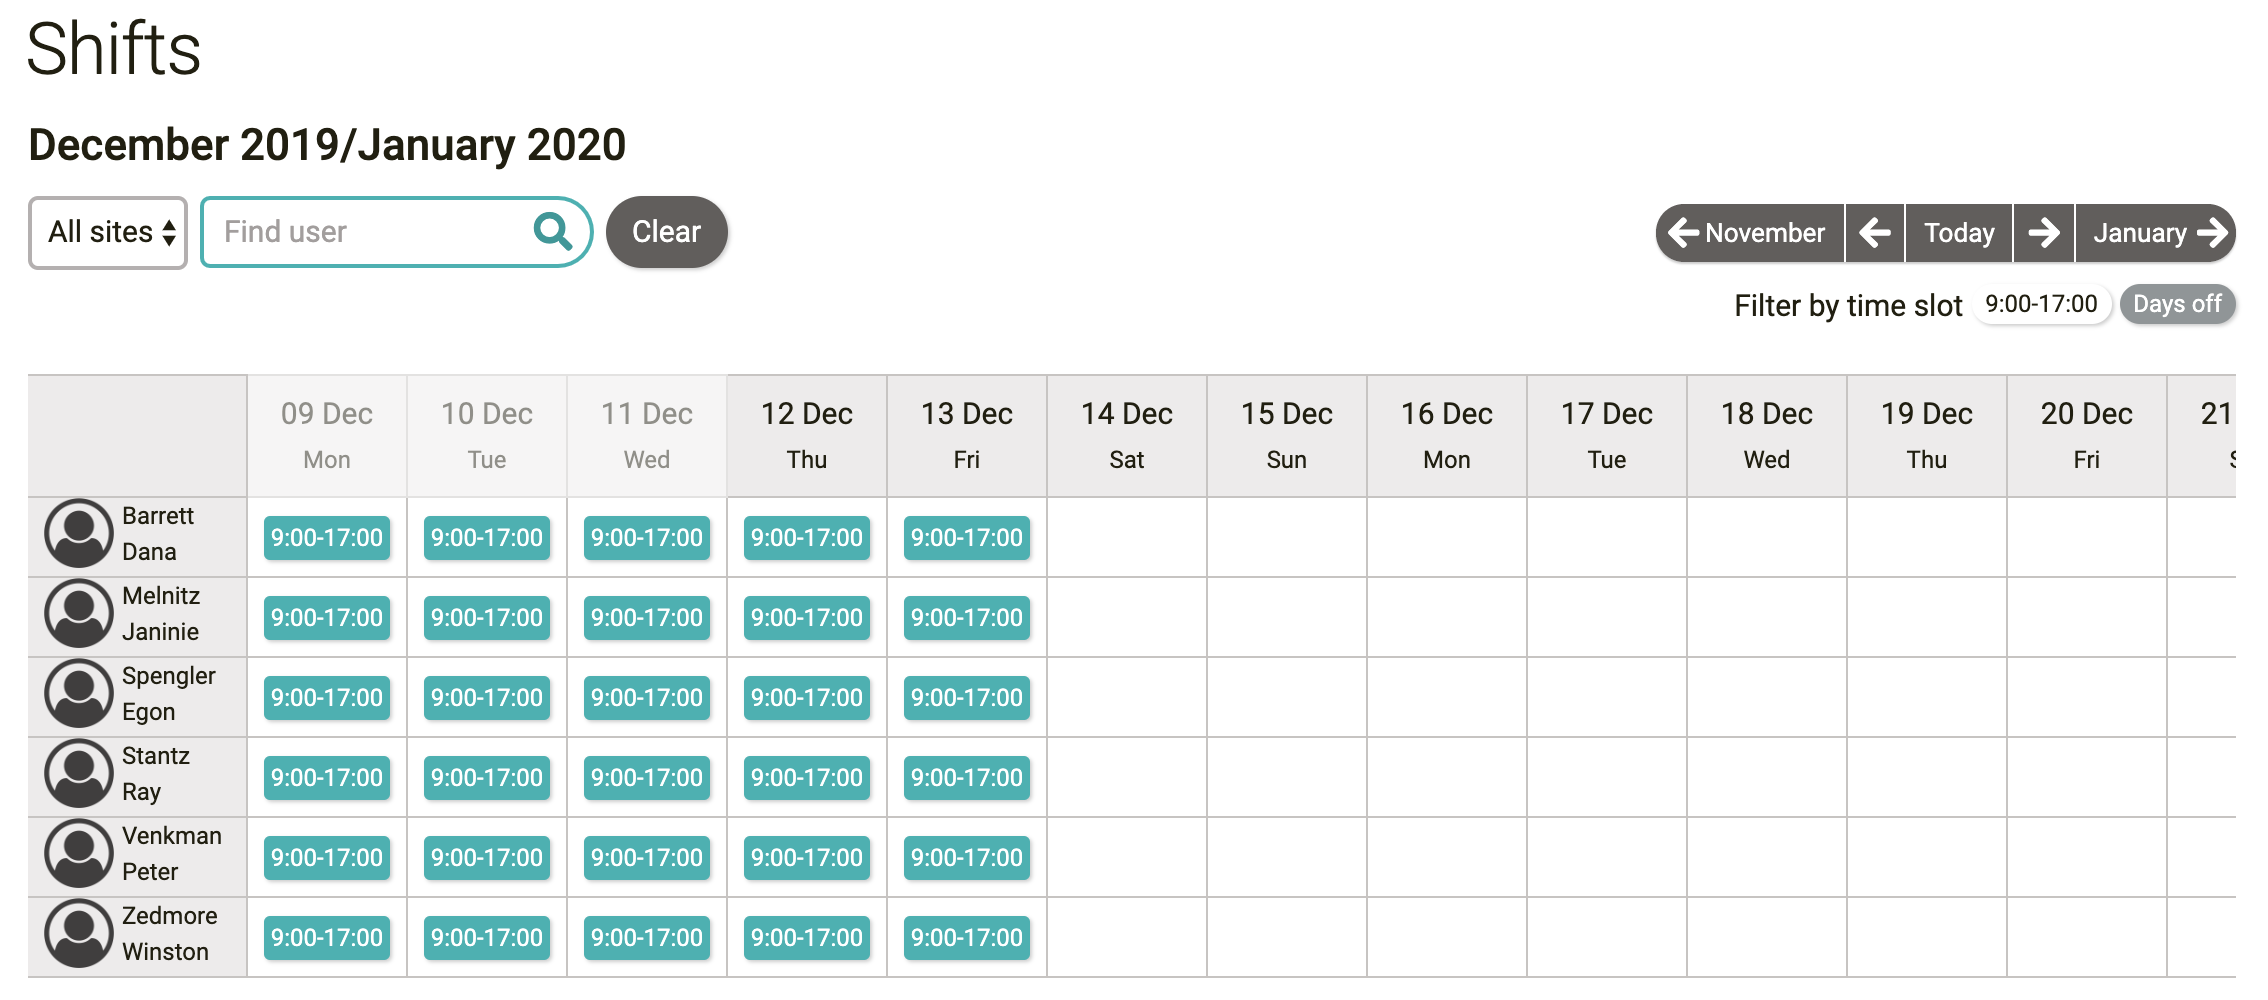 Shifts
December 2019/January 2020
All sites Find user Clear November Today January
Filter by time slot 9:00-17:00 Days off
09 Dec 10 Dec 11 Dec 12 Dec 13 Dec 14 Dec 15 Dec 16 Dec 17 Dec 18 Dec 19 Dec 20 Dec 21
Mon Tue Wed Thu Fri Sat Sun Mon Tue Wed Thu Fri
Barrett
Dana
9:00-17:00 9:00-17:00 9:00-17:00 9:00-17:00 9:00-17:00
Melnitz
Janinie
9:00-17:00 9:00-17:00 9:00-17:00 9:00-17:00 9:00-17:00
Spengler
Egon
9:00-17:00 9:00-17:00 9:00-17:00 9:00-17:00 9:00-17:00
Stantz
Ray
9:00-17:00 9:00-17:00 9:00-17:00 9:00-17:00 9:00-17:00
Venkman
Peter
9:00-17:00 9:00-17:00 9:00-17:00 9:00-17:00 9:00-17:00
Zedmore
Winston
9:00-17:00 9:00-17:00 9:00-17:00 9:00-17:00 9:00-17:00